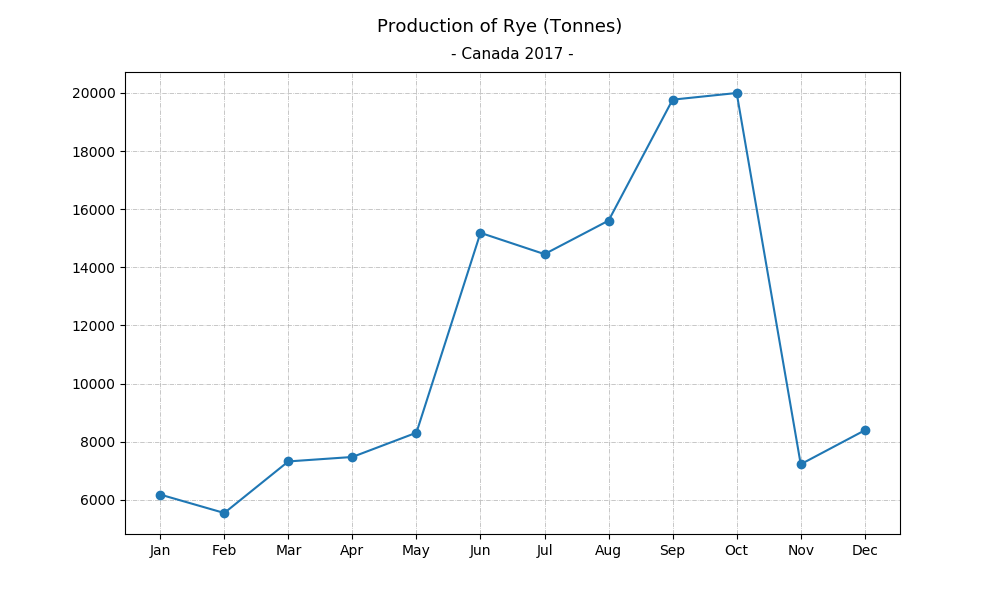 Production of Rye (Tonnes)
- Canada 2017 -
20000
18000
16000
14000
12000
10000
8000
6000
Jan Feb Mar Apr May Jun Jul Aug Sep Oct Nov Dec